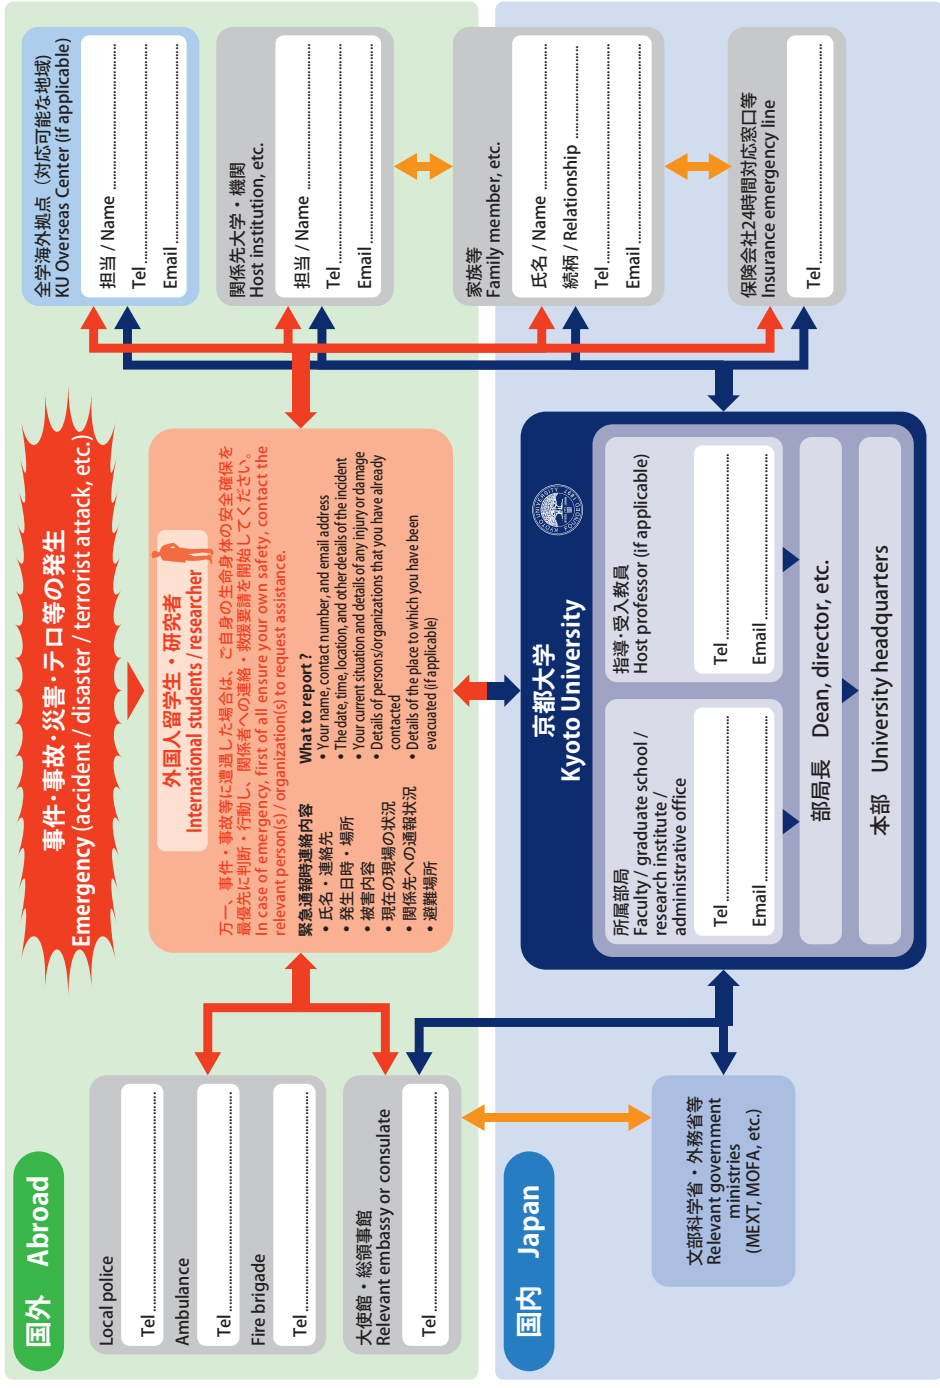 国外 Abroad
事件・事故・災害・テロ等の発生
Emergency (accident / disaster / terrorist attack, etc.)
全学海外拠点（対応可能な地域）
KU Overseas Center (if applicable)
担当 / Name
Tel
Email
関係先大学・機関
Host institution, etc.
担当 / Name
Tel
Email
Local police
Tel
Ambulance
Tel
Fire brigade
Tel
大使館・総領事館
Relevant embassy or consulate
Tel
外国人留学生・研究者
International students / researcher
万一、事件・事故等に遭遇した場合は、ご自身の生命身体の安全確保を
最優先に判断・行動し、関係者への連絡・救援要請を開始してください。
In case of emergency, first of all ensure your own safety, contact the
relevant person(s) / organization(s) to request assistance.
緊急通報時連絡内容
• 氏名・連絡先
• 発生日時・場所
• 被害内容
• 現在の現場の状況
• 関係先への通報状況
• 避難場所
What to report ?
• Your name, contact number, and email address
• The date, time, location, and other details of the incident
• Your current situation and details of any injury or damage
• Details of persons/organizations that you have already
contacted
• Details of the place to which you have been
evacuated (if applicable)
家族等
Family member, etc.
氏名 / Name
続柄 / Relationship
Tel
Email
国内 Japan
文部科学省・外務省等
Relevant government
ministries
(MEXT, MOFA, etc.)
京都大学
Kyoto University
KYOTO UNIVERSITY
FOUNDED 1897
所属部局
Faculty / graduate school /
research institute /
administrative office
Tel
Email
指導・受入教員
Host professor (if applicable)
Tel
Email
部局長 Dean, director, etc.
本部 University headquarters
保険会社24時間対応窓口等
Insurance emergency line
Tel